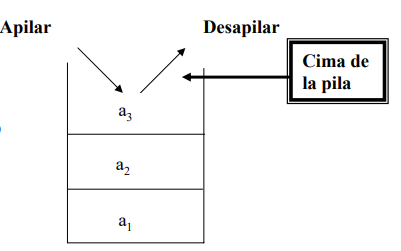 Apilar
Desapilar
Cima de
la pila
a3
a2
a1